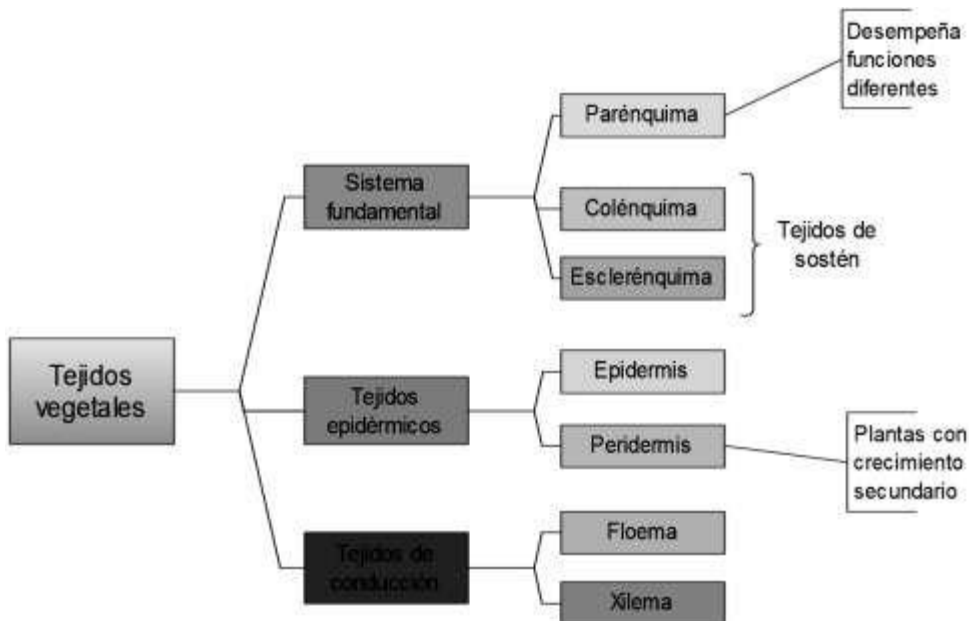 Tejidos
vegetales
Sistema
fundamental
Parénquima
Desempeña
funciones
diferentes
Colénquima
Esclerénquima
Tejidos de
sostén
Tejidos
epidèrmicos
Epidermis
Peridermis
Plantas con
crecimiento
secundario
Tejidos de
conducción
Floema
Xilema